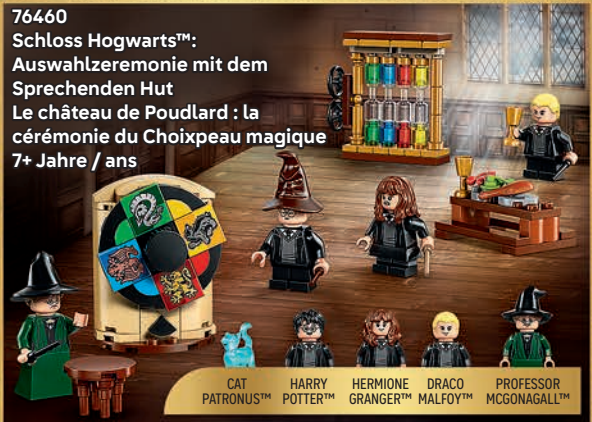 76460
Schloss Hogwarts™:
Auswahlzeremonie mit dem
Sprechenden Hut
Le château de Poudlard : la
cérémonie du Choixpeau magique
7+ Jahre / ans
CAT
PATRONUS™
HARRY
POTTER™
HERMIONE
GRANGER™
DRACO
MALFOY™
PROFESSOR
MCGONAGALL™